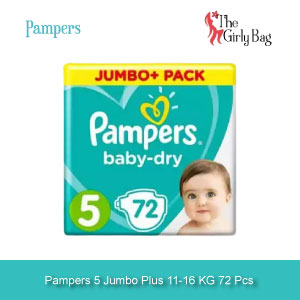 Pampers
The
Girly Bag
JUMBO+ PACK
Pampers
baby-dry
5
72
Pampers 5 Jumbo Plus 11-16 KG 72 Pcs